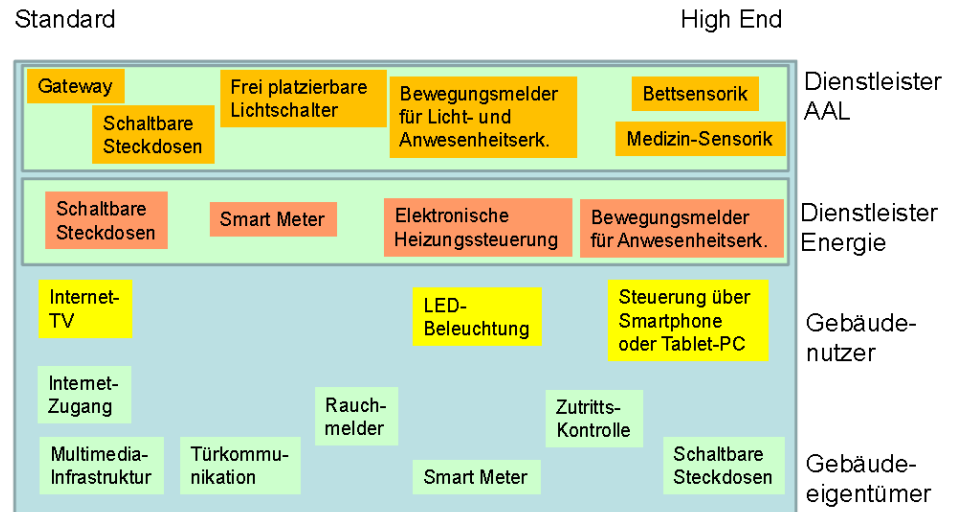 Standard
High End
Gateway
Schaltbare
Steckdosen
Frei platzierbare
Lichtschalter
Bewegungsmelder
für Licht- und
Anwesenheitserk.
Bettsensorik
Medizin-Sensorik
Dienstleister
AAL
Schaltbare
Steckdosen
Smart Meter
Elektronische
Heizungssteuerung
Bewegungsmelder
für Anwesenheitserk.
Dienstleister
Energie
Internet-
TV
LED-
Beleuchtung
Steuerung über
Smartphone
oder Tablet-PC
Gebäude-
nutzer
Internet-
Zugang
Rauch-
melder
Zutritts-
Kontrolle
Multimedia-
Infrastruktur
Türkommu-
nikation
Smart Meter
Schaltbare
Steckdosen
Gebäude-
eigentümer